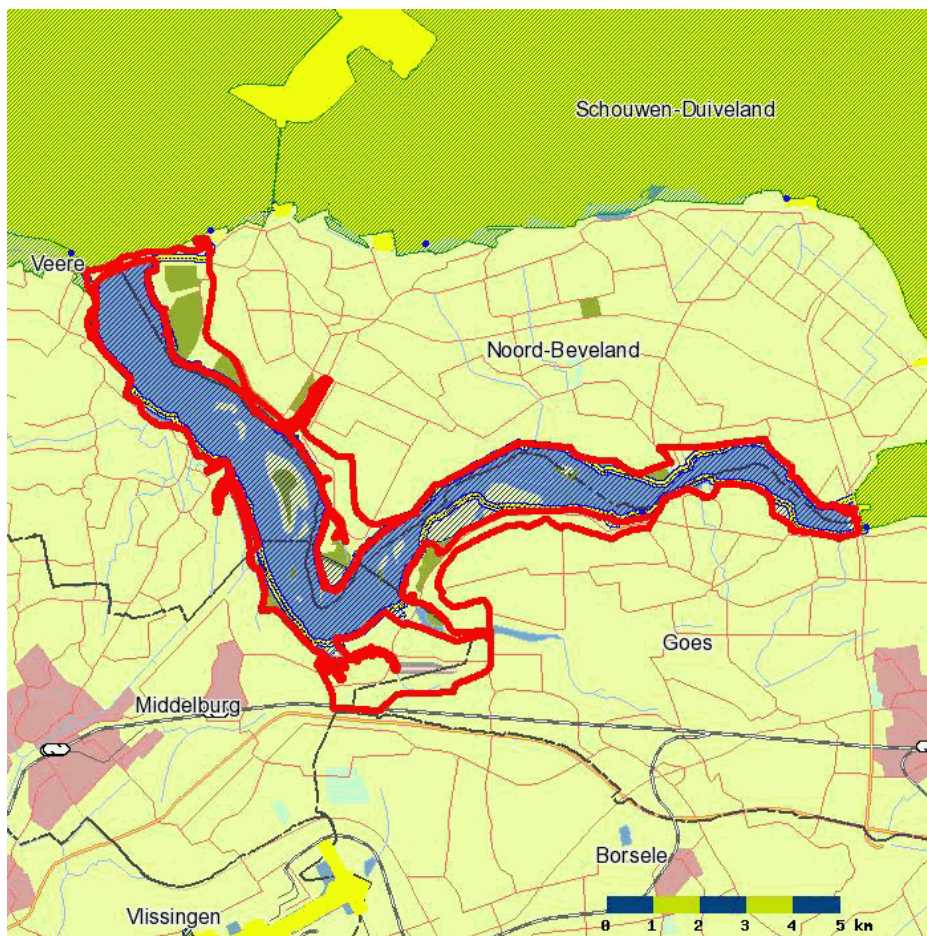 Schouwen-Duiveland
Veere
Noord-Beveland
Goes
Middelburg
Borsele
Vlissingen
0 1 2 3 4 5 km